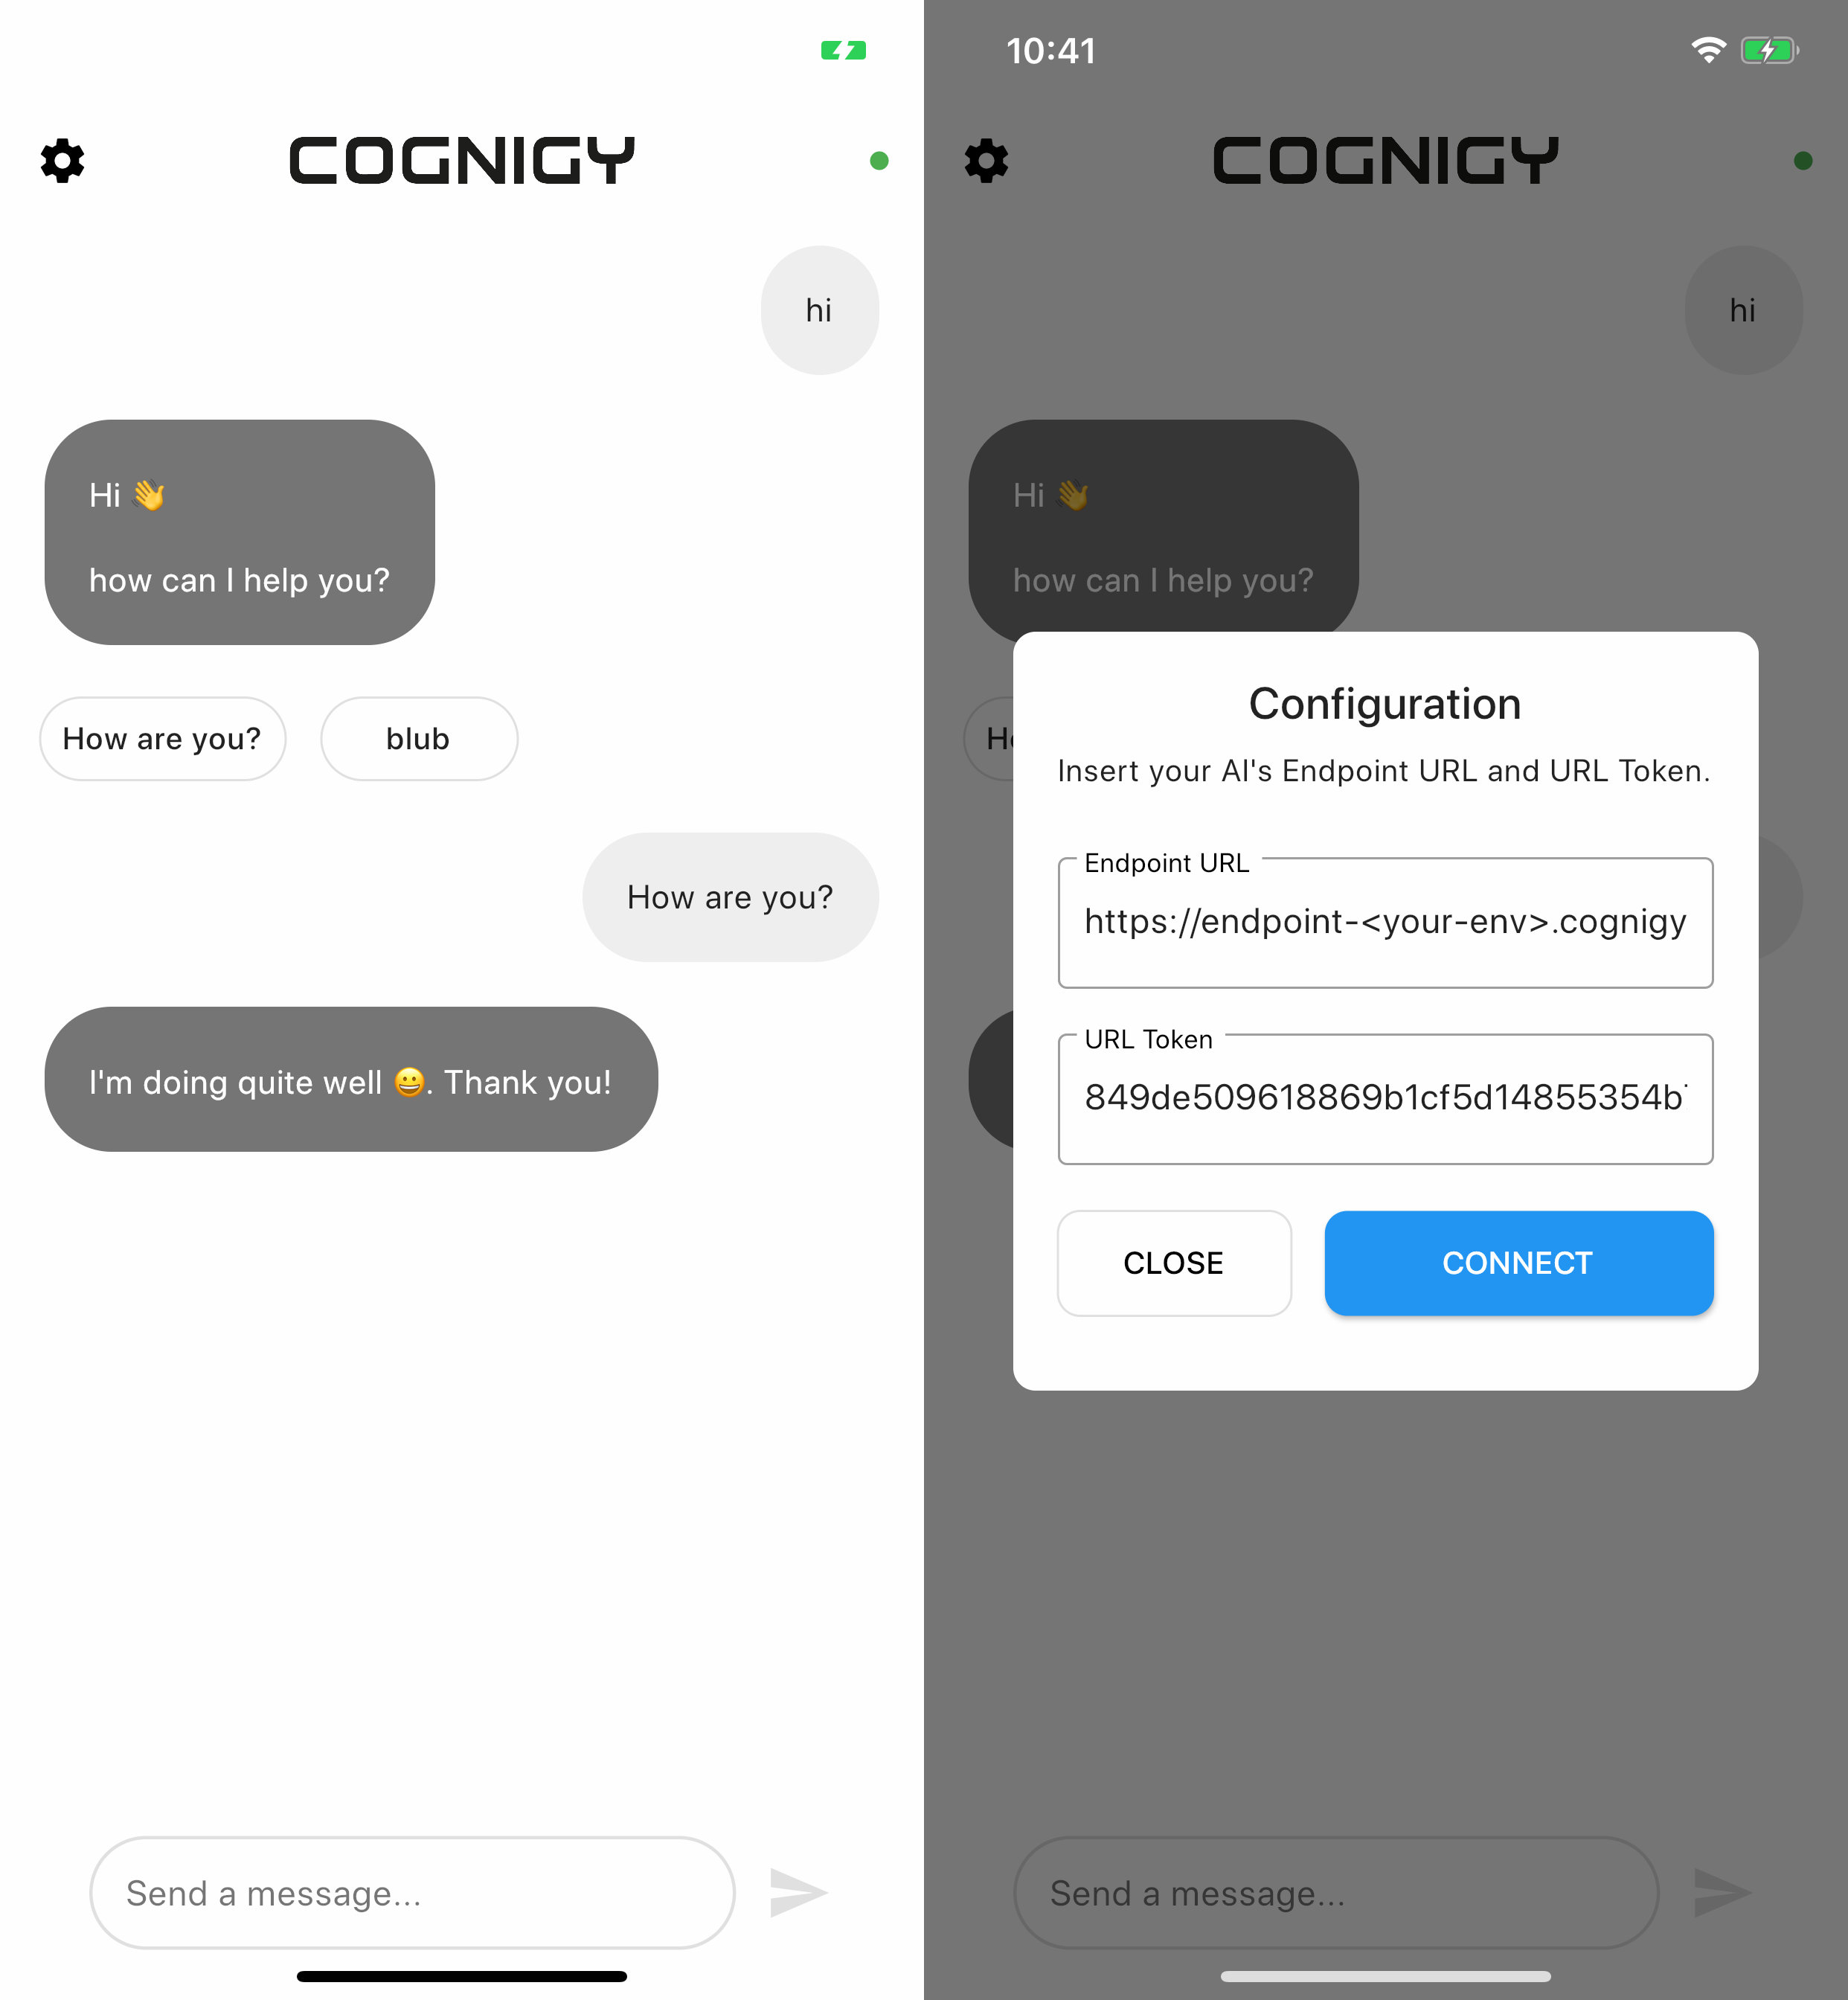 COGNIGY
hi
Hi 👋
how can I help you?
How are you?
blub
How are you?
I'm doing quite well 😀. Thank you!
Send a message...
10:41
COGNIGY
hi
Hi 👋
how can I help you?
Configuration
Insert your AI's Endpoint URL and URL Token.
Endpoint URL
https://endpoint-<your-env>.cognigy
URL Token
849de509618869b1cf5d14855354b
CLOSE
CONNECT
Send a message...